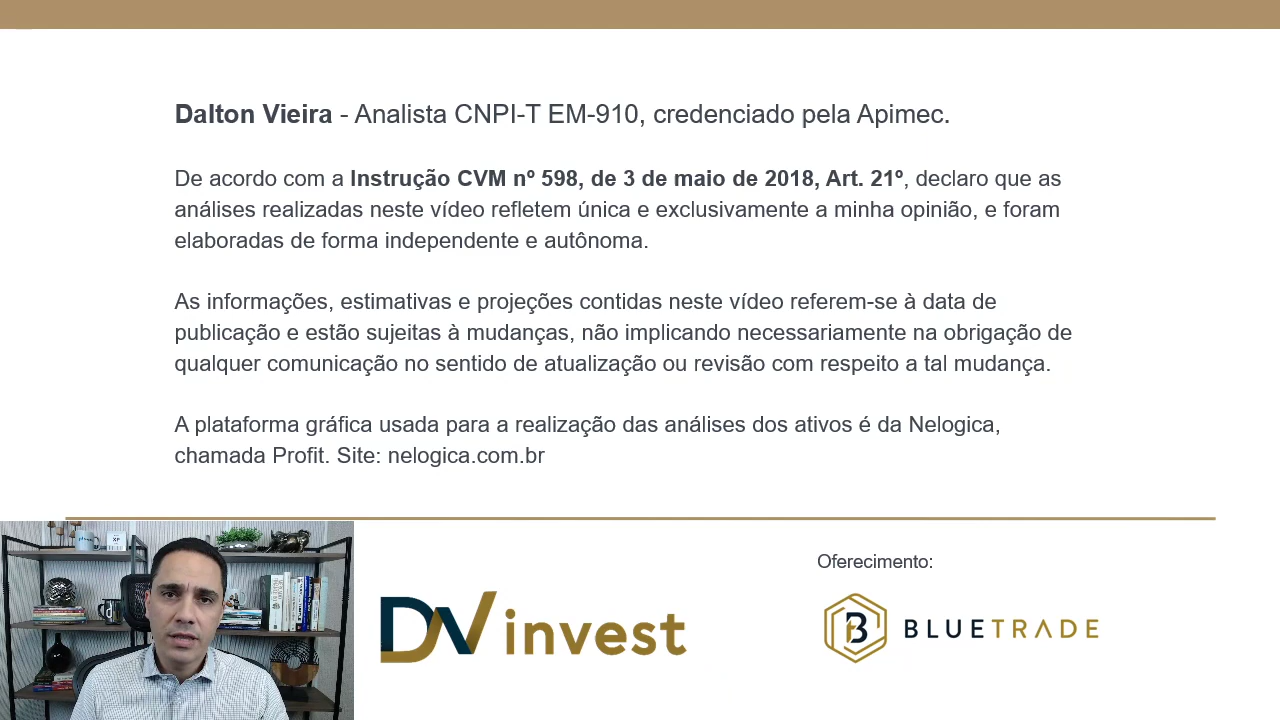 Dalton Vieira - Analista CNPI-T EM-910, credenciado pela Apimec.
De acordo com a Instrução CVM nº 598, de 3 de maio de 2018, Art. 21º, declaro que as
análises realizadas neste vídeo refletem única e exclusivamente a minha opinião, e foram
elaboradas de forma independente e autônoma.
As informações, estimativas e projeções contidas neste vídeo referem-se à data de
publicação e estão sujeitas à mudanças, não implicando necessariamente na obrigação de
qualquer comunicação no sentido de atualização ou revisão com respeito a tal mudança.
A plataforma gráfica usada para a realização das análises dos ativos é da Nelogica,
chamada Profit. Site: nelogica.com.br
Oferecimento:
DV invest
BLUETRADE